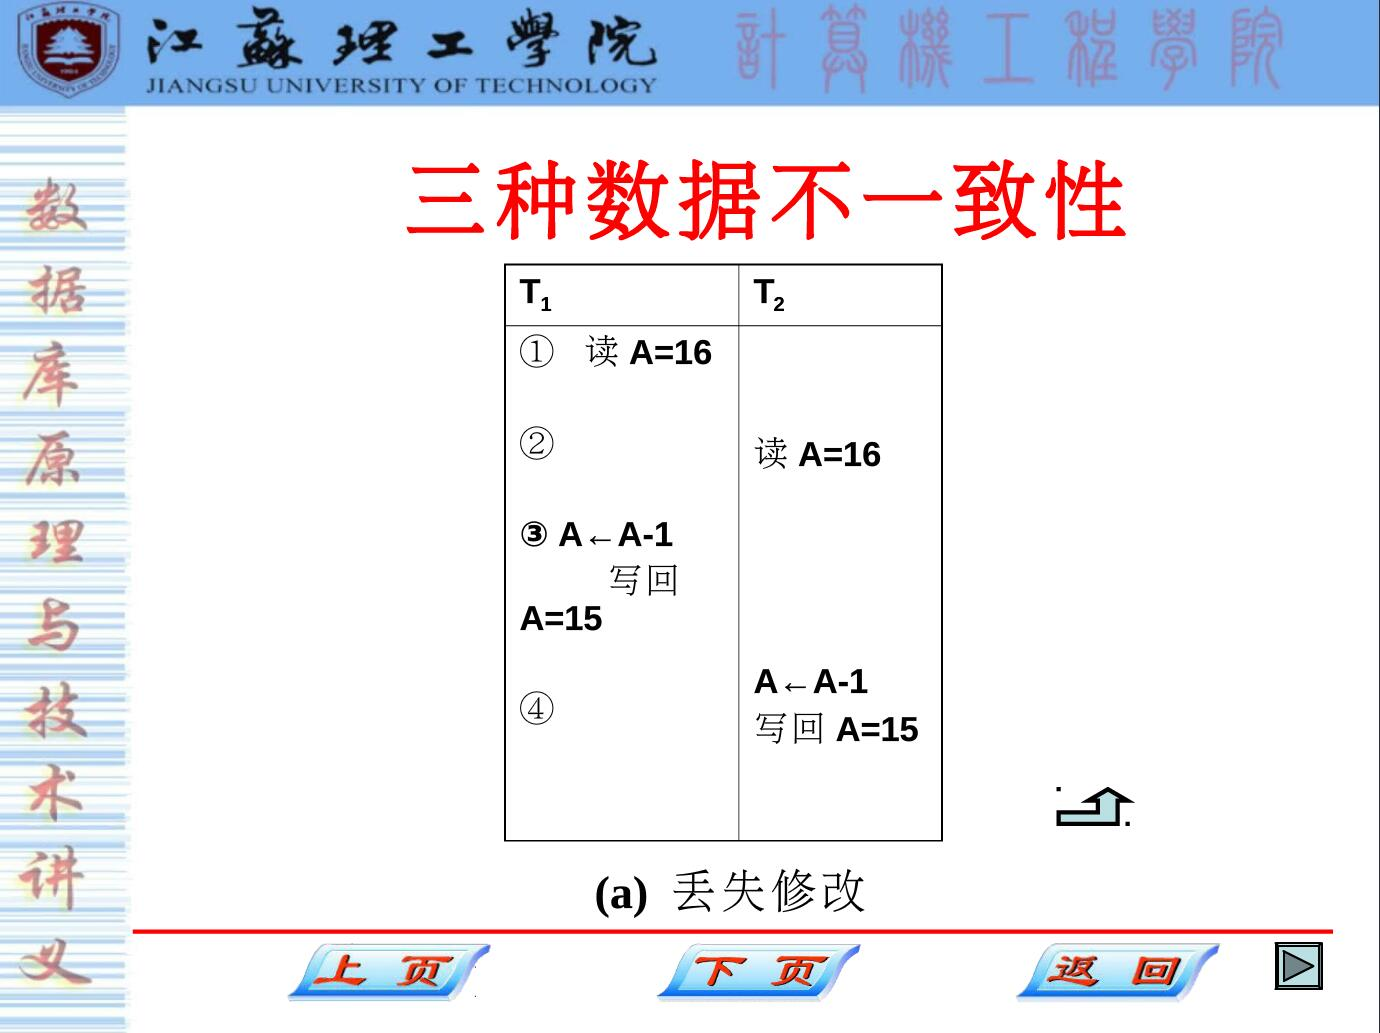 江蘇理工學院
JIANGSU UNIVERSITY OF TECHNOLOGY
計算機工程學院
数据库原理与技术讲义
三种数据不一致性
T1
T2
① 读 A=16
② 读 A=16
③ A←A-1
写回
A=15
A←A-1
④ 写回 A=15
(a) 丢失修改
上页
下页
返回